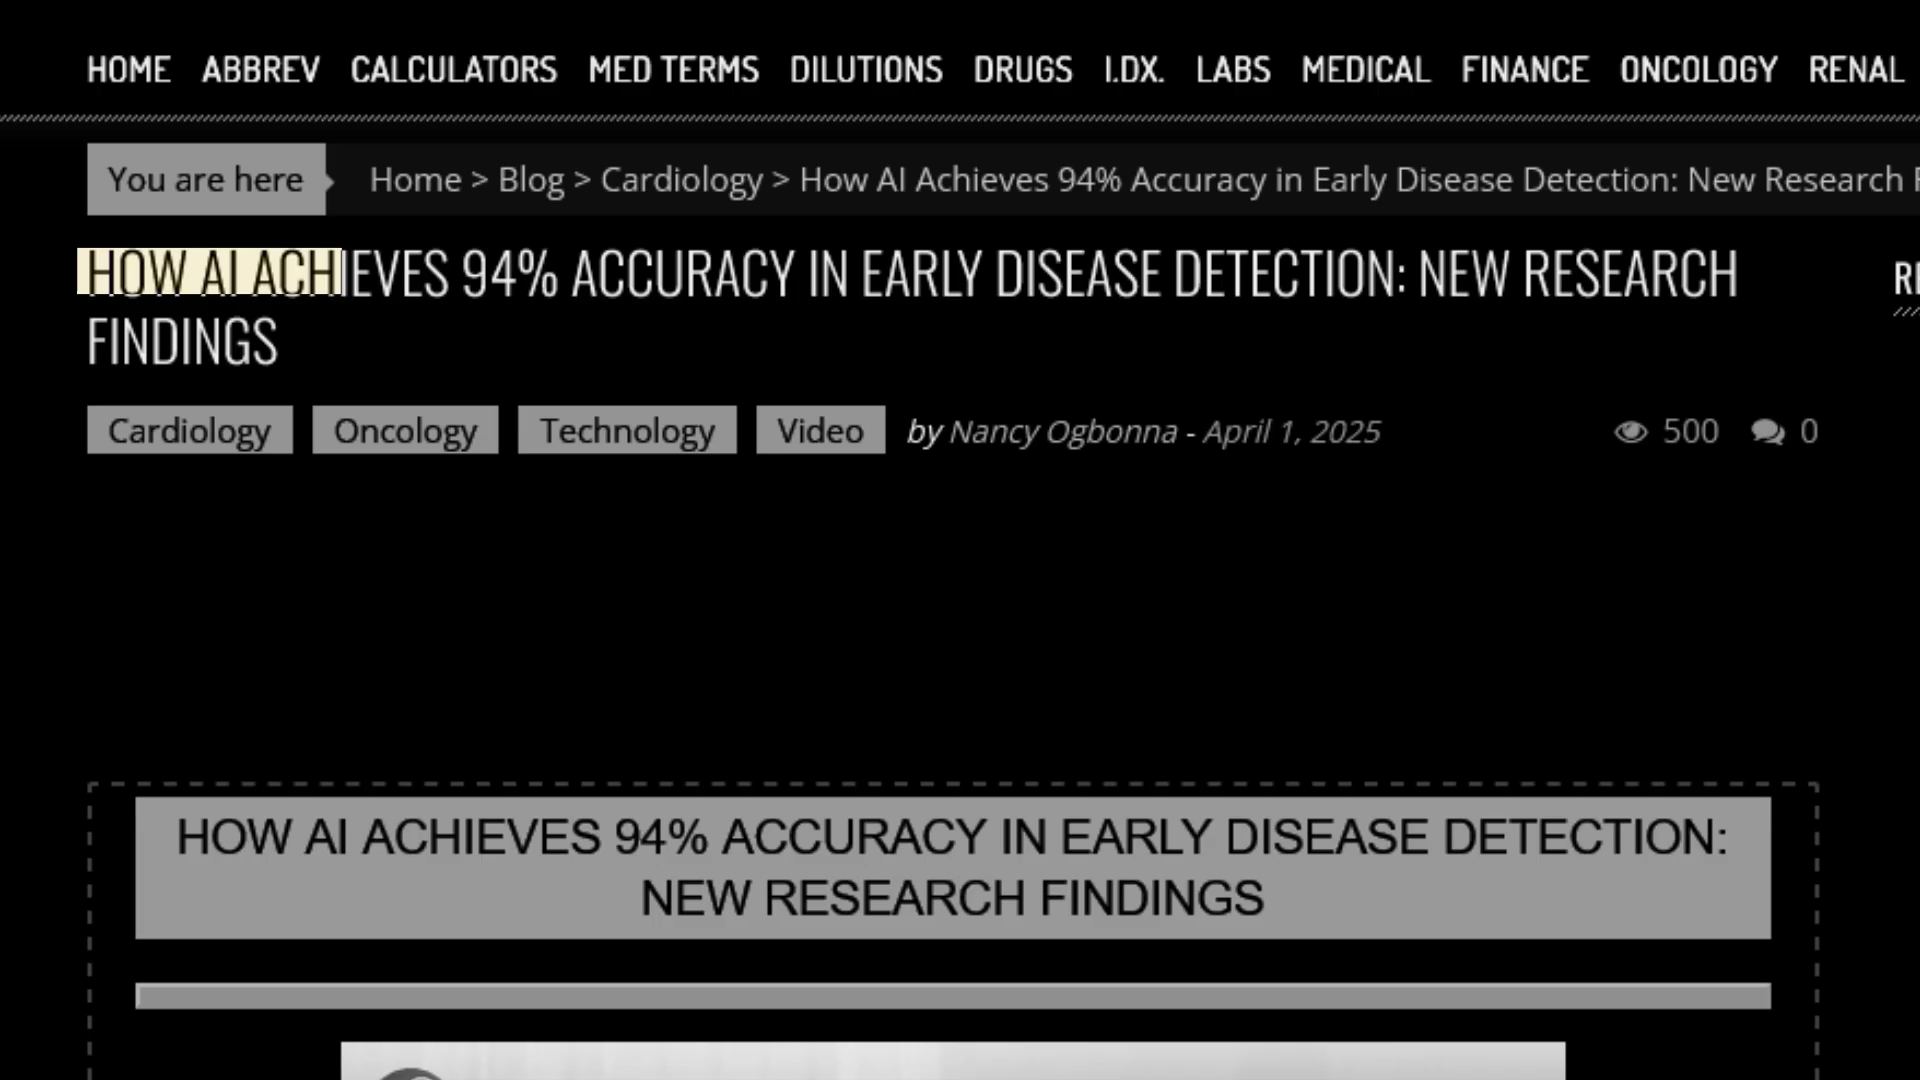 HOME ABBREV CALCULATORS MED TERMS DILUTIONS DRUGS I.DX. LABS MEDICAL FINANCE ONCOLOGY RENAL
You are here Home > Blog > Cardiology > How AI Achieves 94% Accuracy in Early Disease Detection: New Research
HOW AI ACHIEVES 94% ACCURACY IN EARLY DISEASE DETECTION: NEW RESEARCH
FINDINGS
Cardiology Oncology Technology Video by Nancy Ogbonna - April 1, 2025 500 0
HOW AI ACHIEVES 94% ACCURACY IN EARLY DISEASE DETECTION:
NEW RESEARCH FINDINGS